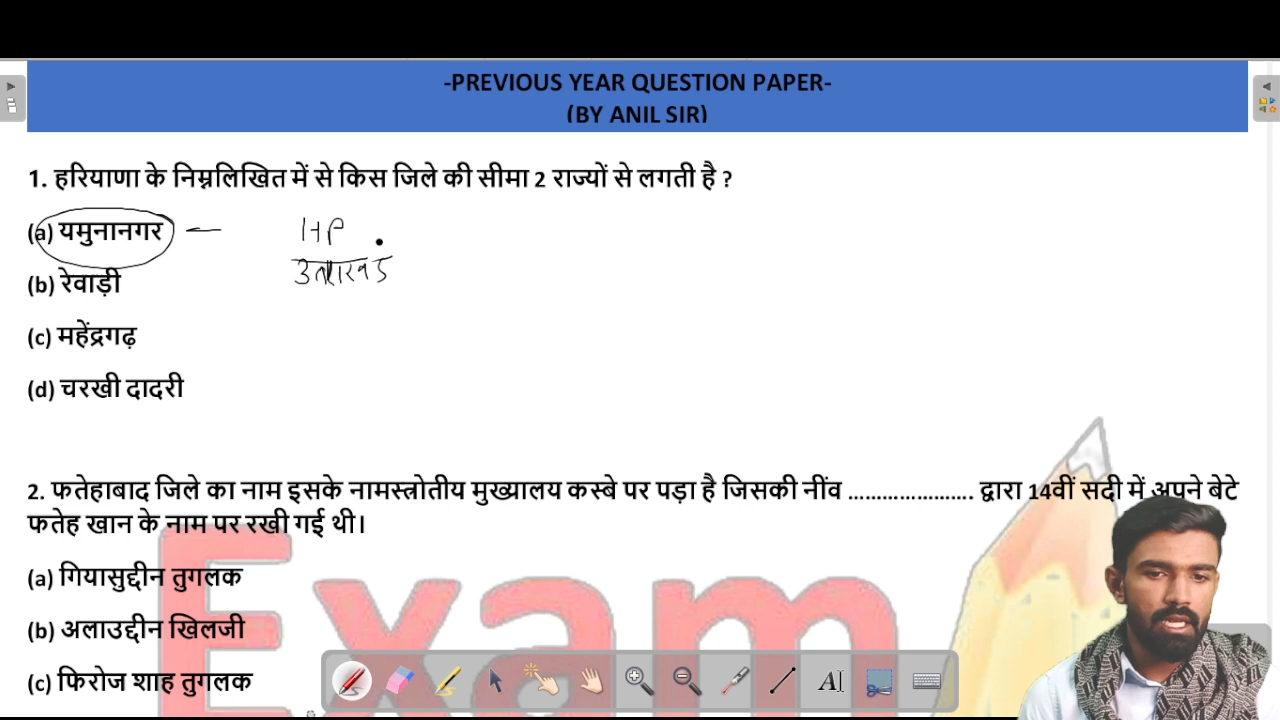 -PREVIOUS YEAR QUESTION PAPER-
(BY ANIL SIR)
1. हरियाणा के निम्नलिखित में से किस जिले की सीमा 2 राज्यों से लगती है ?
(a) यमुनानगर — HP
उत्तराखंड
(b) रेवाड़ी
(c) महेंद्रगढ़
(d) चरखी दादरी
2. फतेहाबाद जिले का नाम इसके नामस्त्रोतीय मुख्यालय कस्बे पर पड़ा है जिसकी नींव ...................... द्वारा 14वीं सदी में अपने बेटे
फतेह खान के नाम पर रखी गई थी।
(a) गियासुद्दीन तुगलक
(b) अलाउद्दीन खिलजी
(c) फिरोज शाह तुगलक
Exam
AI